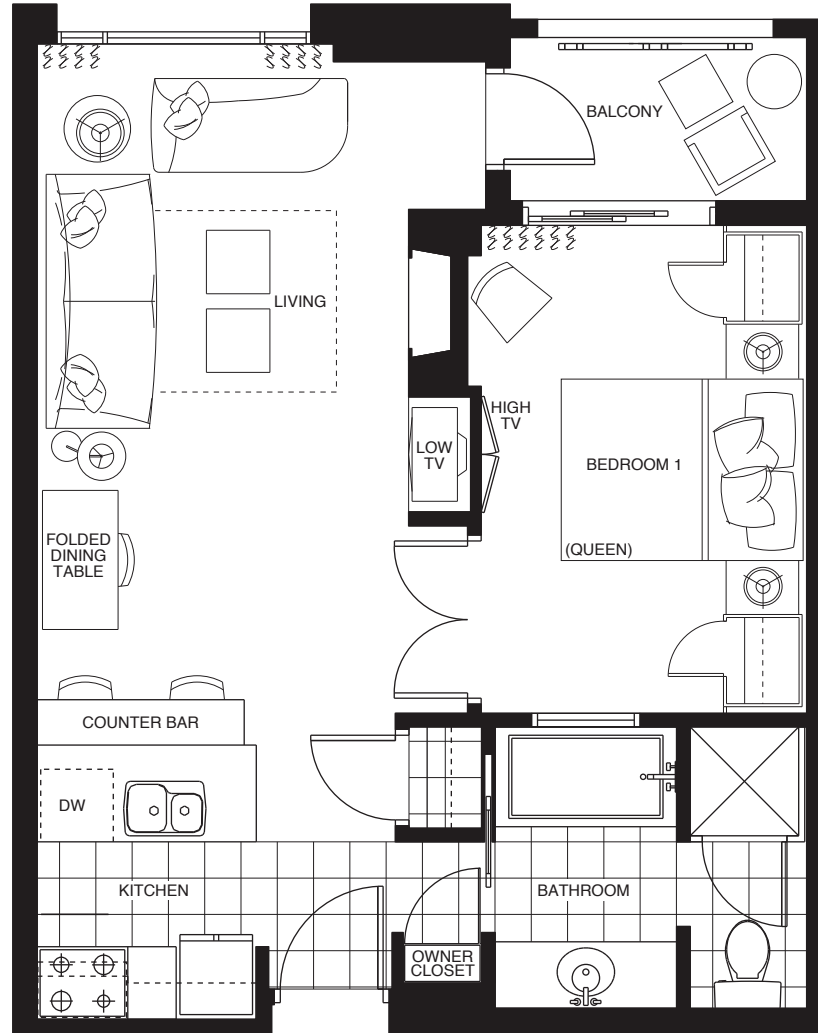 BALCONY
LIVING
HIGH
TV
LOW
TV
BEDROOM 1
(QUEEN)
FOLDED
DINING
TABLE
COUNTER BAR
DW
KITCHEN
BATHROOM
OWNER
CLOSET